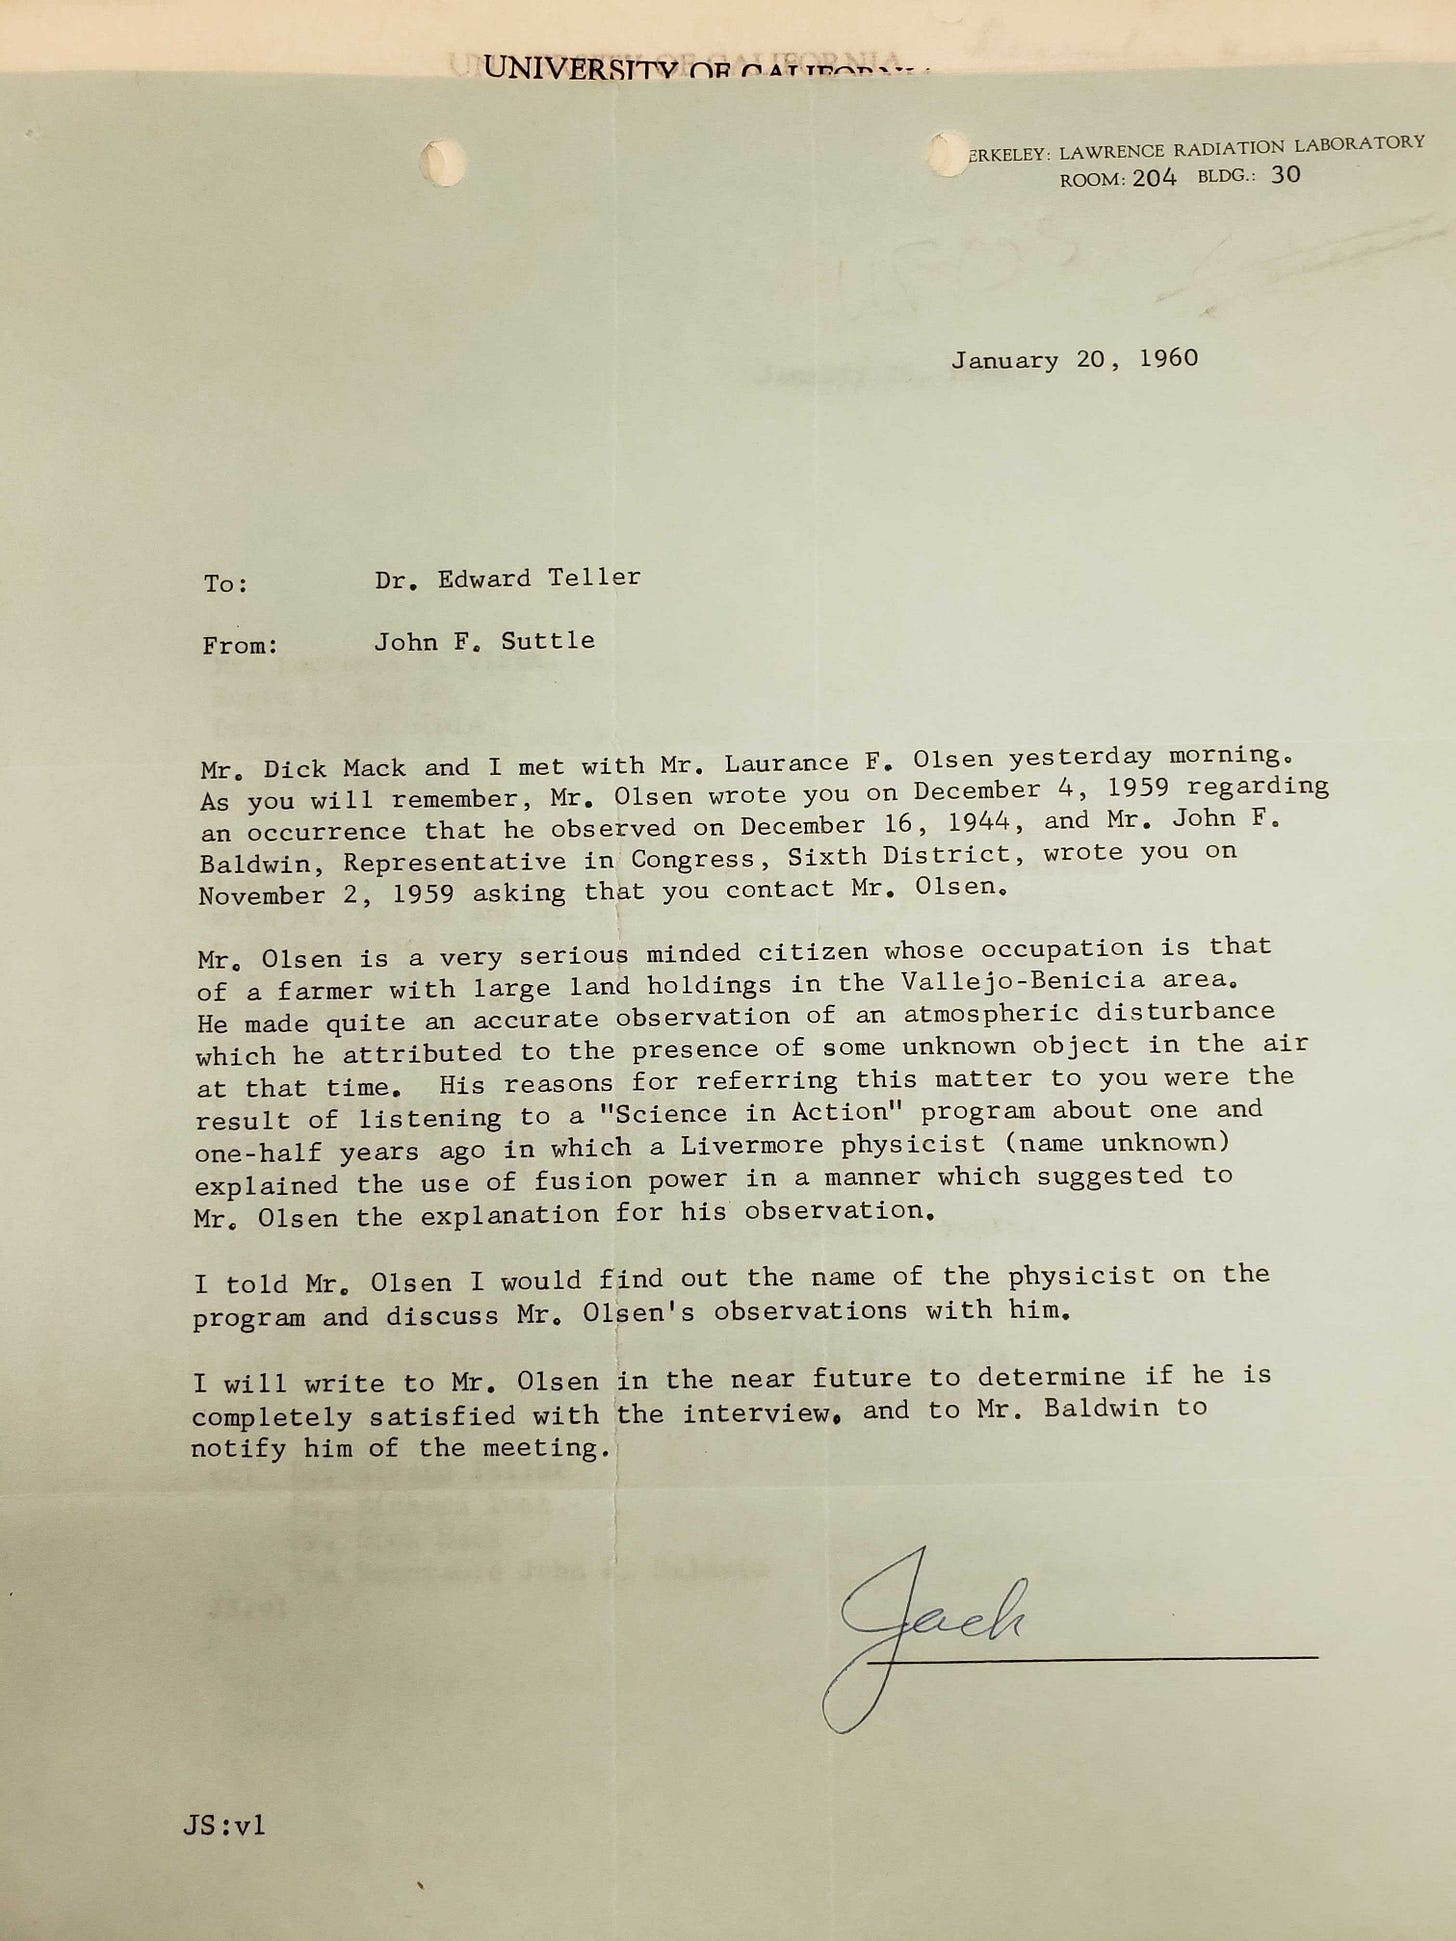 UNIVERSITY OF CALIFORNIA
ERKELEY: LAWRENCE RADIATION LABORATORY
ROOM: 204 BLDG.: 30
January 20, 1960
To: Dr. Edward Teller
From: John F. Suttle
Mr. Dick Mack and I met with Mr. Laurance F. Olsen yesterday morning.
As you will remember, Mr. Olsen wrote you on December 4, 1959 regarding
an occurrence that he observed on December 16, 1944, and Mr. John F.
Baldwin, Representative in Congress, Sixth District, wrote you on
November 2, 1959 asking that you contact Mr. Olsen.
Mr. Olsen is a very serious minded citizen whose occupation is that
of a farmer with large land holdings in the Vallejo-Benicia area.
He made quite an accurate observation of an atmospheric disturbance
which he attributed to the presence of some unknown object in the air
at that time. His reasons for referring this matter to you were the
result of listening to a "Science in Action" program about one and
one-half years ago in which a Livermore physicist (name unknown)
explained the use of fusion power in a manner which suggested to
Mr. Olsen the explanation for his observation.
I told Mr. Olsen I would find out the name of the physicist on the
program and discuss Mr. Olsen's observations with him.
I will write to Mr. Olsen in the near future to determine if he is
completely satisfied with the interview, and to Mr. Baldwin to
notify him of the meeting.
Jack
JS:vl